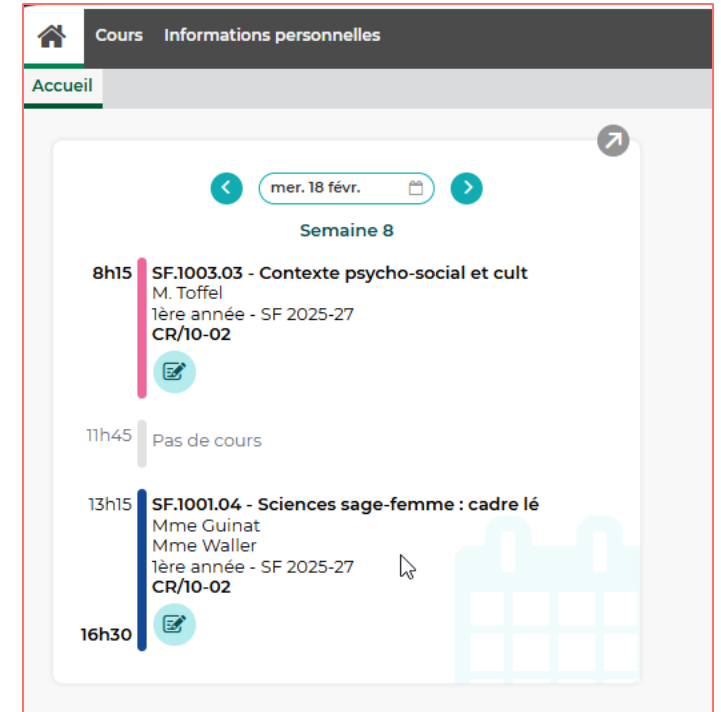 Cours Informations personnelles
Accueil
mer. 18 févr.
Semaine 8
8h15 SF.1003.03 - Contexte psycho-social et cult
M. Toffel
1ère année - SF 2025-27
CR/10-02
11h45 Pas de cours
13h15 SF.1001.04 - Sciences sage-femme : cadre lé
Mme Guinat
Mme Waller
1ère année - SF 2025-27
CR/10-02
16h30